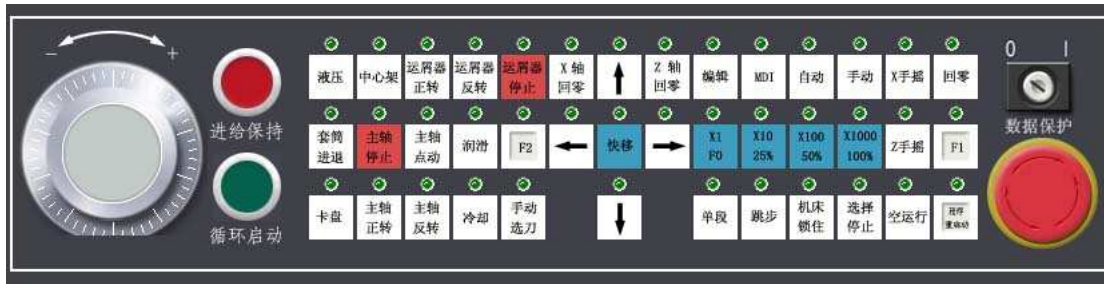 - +
进给保持
循环启动
液压 中心架 运屑器 运屑器 运屑器 X 轴 Z 轴 编辑 MDI 自动 手动 X手摇 回零
正转 反转 停止 回零 回零
套筒 主轴 主轴 润滑 F2 快移 X1 X10 X100 X1000 Z手摇 F1
进退 停止 点动 F0 25% 50% 100%
卡盘 主轴 主轴 冷却 手动 单段 跳步 机床 选择 空运行 程序
正转 反转 选刀 锁住 停止 重启动
0 I
数据保护